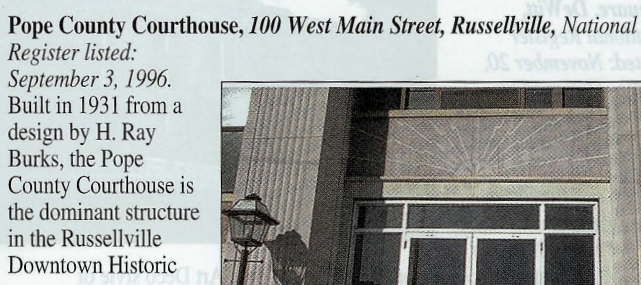 Pope County Courthouse, 100 West Main Street, Russellville, National
Register listed:
September 3, 1996.
Built in 1931 from a
design by H. Ray
Burks, the Pope
County Courthouse is
the dominant structure
in the Russellville
Downtown Historic